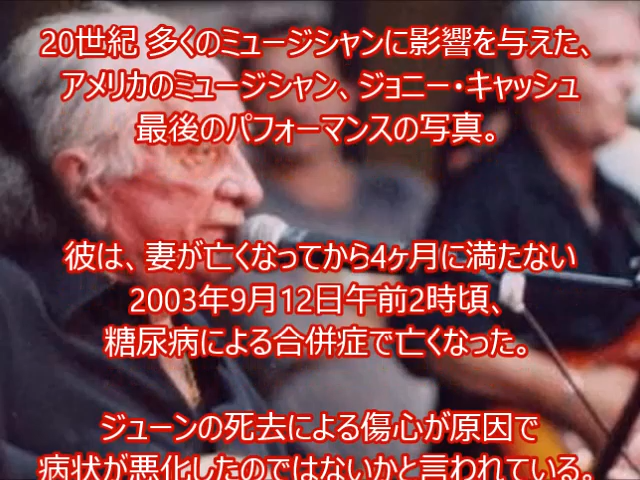 20世紀 多くのミュージシャンに影響を与えた、
アメリカのミュージシャン、ジョニー・キャッシュ
最後のパフォーマンスの写真。
彼は、妻が亡くなってから4ヶ月に満たない
2003年9月12日午前2時頃、
糖尿病による合併症で亡くなった。
ジューンの死去による傷心が原因で
病状が悪化したのではないかと言われている。